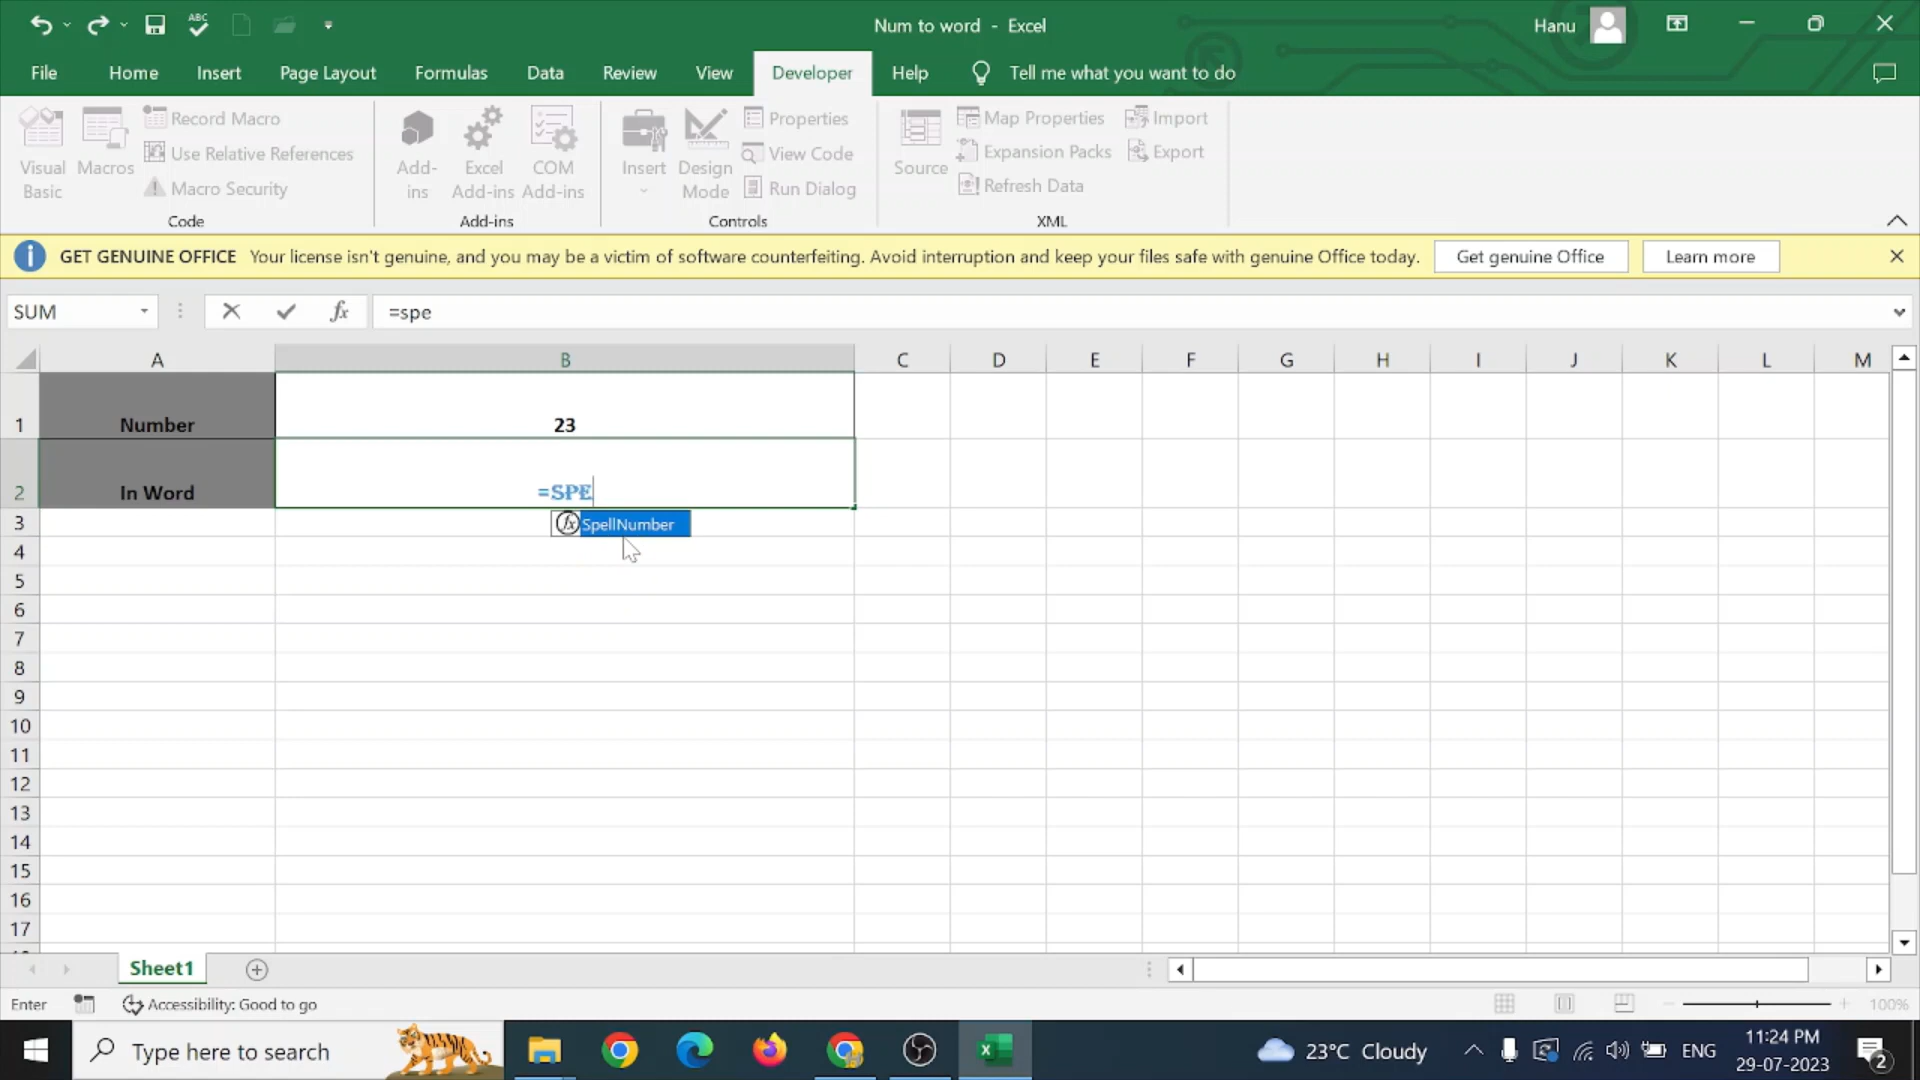 ABC
Num to word - Excel
Hanu
File
Home
Insert
Page Layout
Formulas
Data
Review
View
Developer
Help
Tell me what you want to do
Visual Basic
Macros
Record Macro
Use Relative References
Macro Security
Code
Add-ins
Excel Add-ins
COM Add-ins
Add-ins
Insert
Design Mode
Properties
View Code
Run Dialog
Controls
Source
Map Properties
Expansion Packs
Refresh Data
Import
Export
XML
GET GENUINE OFFICE Your license isn't genuine, and you may be a victim of software counterfeiting. Avoid interruption and keep your files safe with genuine Office today.
Get genuine Office
Learn more
SUM
fx
=spe
A B C D E F G H I J K L M
1 Number 23
2 In Word =SPE
3 fx SpellNumber
4
5
6
7
8
9
10
11
12
13
14
15
16
17
Sheet1
Enter
Accessibility: Good to go
100%
Type here to search
23°C Cloudy
ENG
11:24 PM
29-07-2023
2